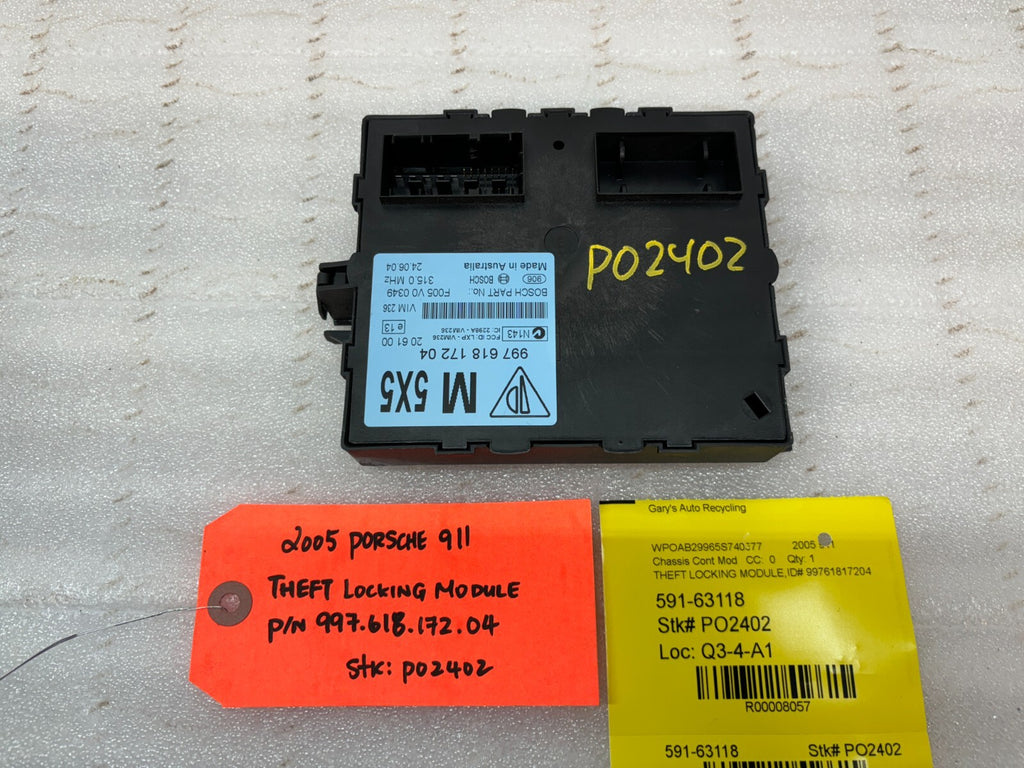 PO2402
M 5X5
997 618 172 04
N143
FCC ID: LXP - VIM236
IC: 2298A - VIM236
20 61 00
e 13
VIM 236
BOSCH PART No.: F005 V0 0349
906
BOSCH
315.0 MHz
Made in Australia
24.06.04
2005 PORSCHE 911
THEFT LOCKING MODULE
P/N 997.618.172.04
STK: PO2402
Gary's Auto Recycling
WPOAB29965S740377 2005
Chassis Cont Mod CC: 0 Qty: 1
THEFT LOCKING MODULE,ID# 99761817204
591-63118
Stk# PO2402
Loc: Q3-4-A1
R00008057
591-63118 Stk# PO2402